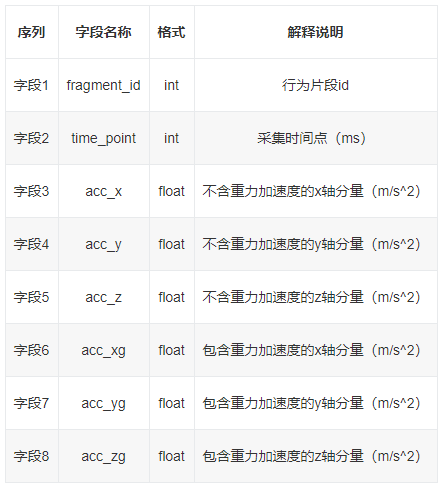 序列 字段名称 格式 解释说明
字段1 fragment_id int 行为片段id
字段2 time_point int 采集时间点（ms）
字段3 acc_x float 不含重力加速度的x轴分量（m/s^2）
字段4 acc_y float 不含重力加速度的y轴分量（m/s^2）
字段5 acc_z float 不含重力加速度的z轴分量（m/s^2）
字段6 acc_xg float 包含重力加速度的x轴分量（m/s^2）
字段7 acc_yg float 包含重力加速度的y轴分量（m/s^2）
字段8 acc_zg float 包含重力加速度的z轴分量（m/s^2）